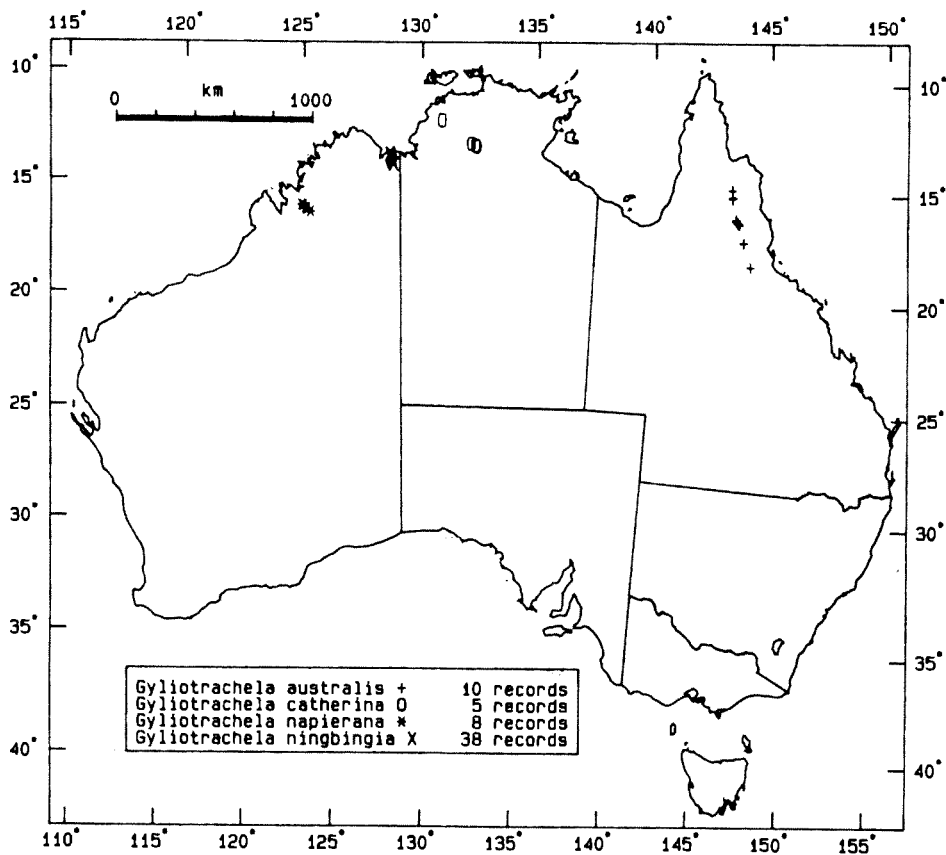 115° 120° 125° 130° 135° 140° 145° 150°
10° 10°
km
0 1000
15° 15°
20° 20°
25° 25°
30° 30°
35° 35°
Gyliotrachela australis + 10 records
Gyliotrachela catherina O 5 records
Gyliotrachela napierana * 8 records
Gyliotrachela ningbingia X 38 records
40° 40°
110° 115° 120° 125° 130° 135° 140° 145° 150° 155°